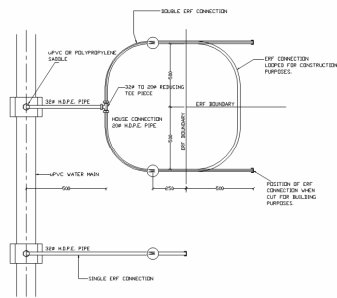 DOUBLE ERF CONNECTION
uPVC OR POLYPROPYLENE
SADDLE
ERF CONNECTION
LOOPED FOR CONSTRUCTION
PURPOSES.
32ø H.D.P.E. PIPE
32ø TO 20ø REDUCING
TEE PIECE
500
ERF BOUNDARY
HOUSE CONNECTION
20ø H.D.P.E. PIPE
ERF BOUNDARY
500
uPVC WATER MAIN
500
250
500
POSITION OF ERF
CONNECTION WHEN
CUT FOR BUILDING
PURPOSES
32ø H.D.P.E. PIPE
SINGLE ERF CONNECTION